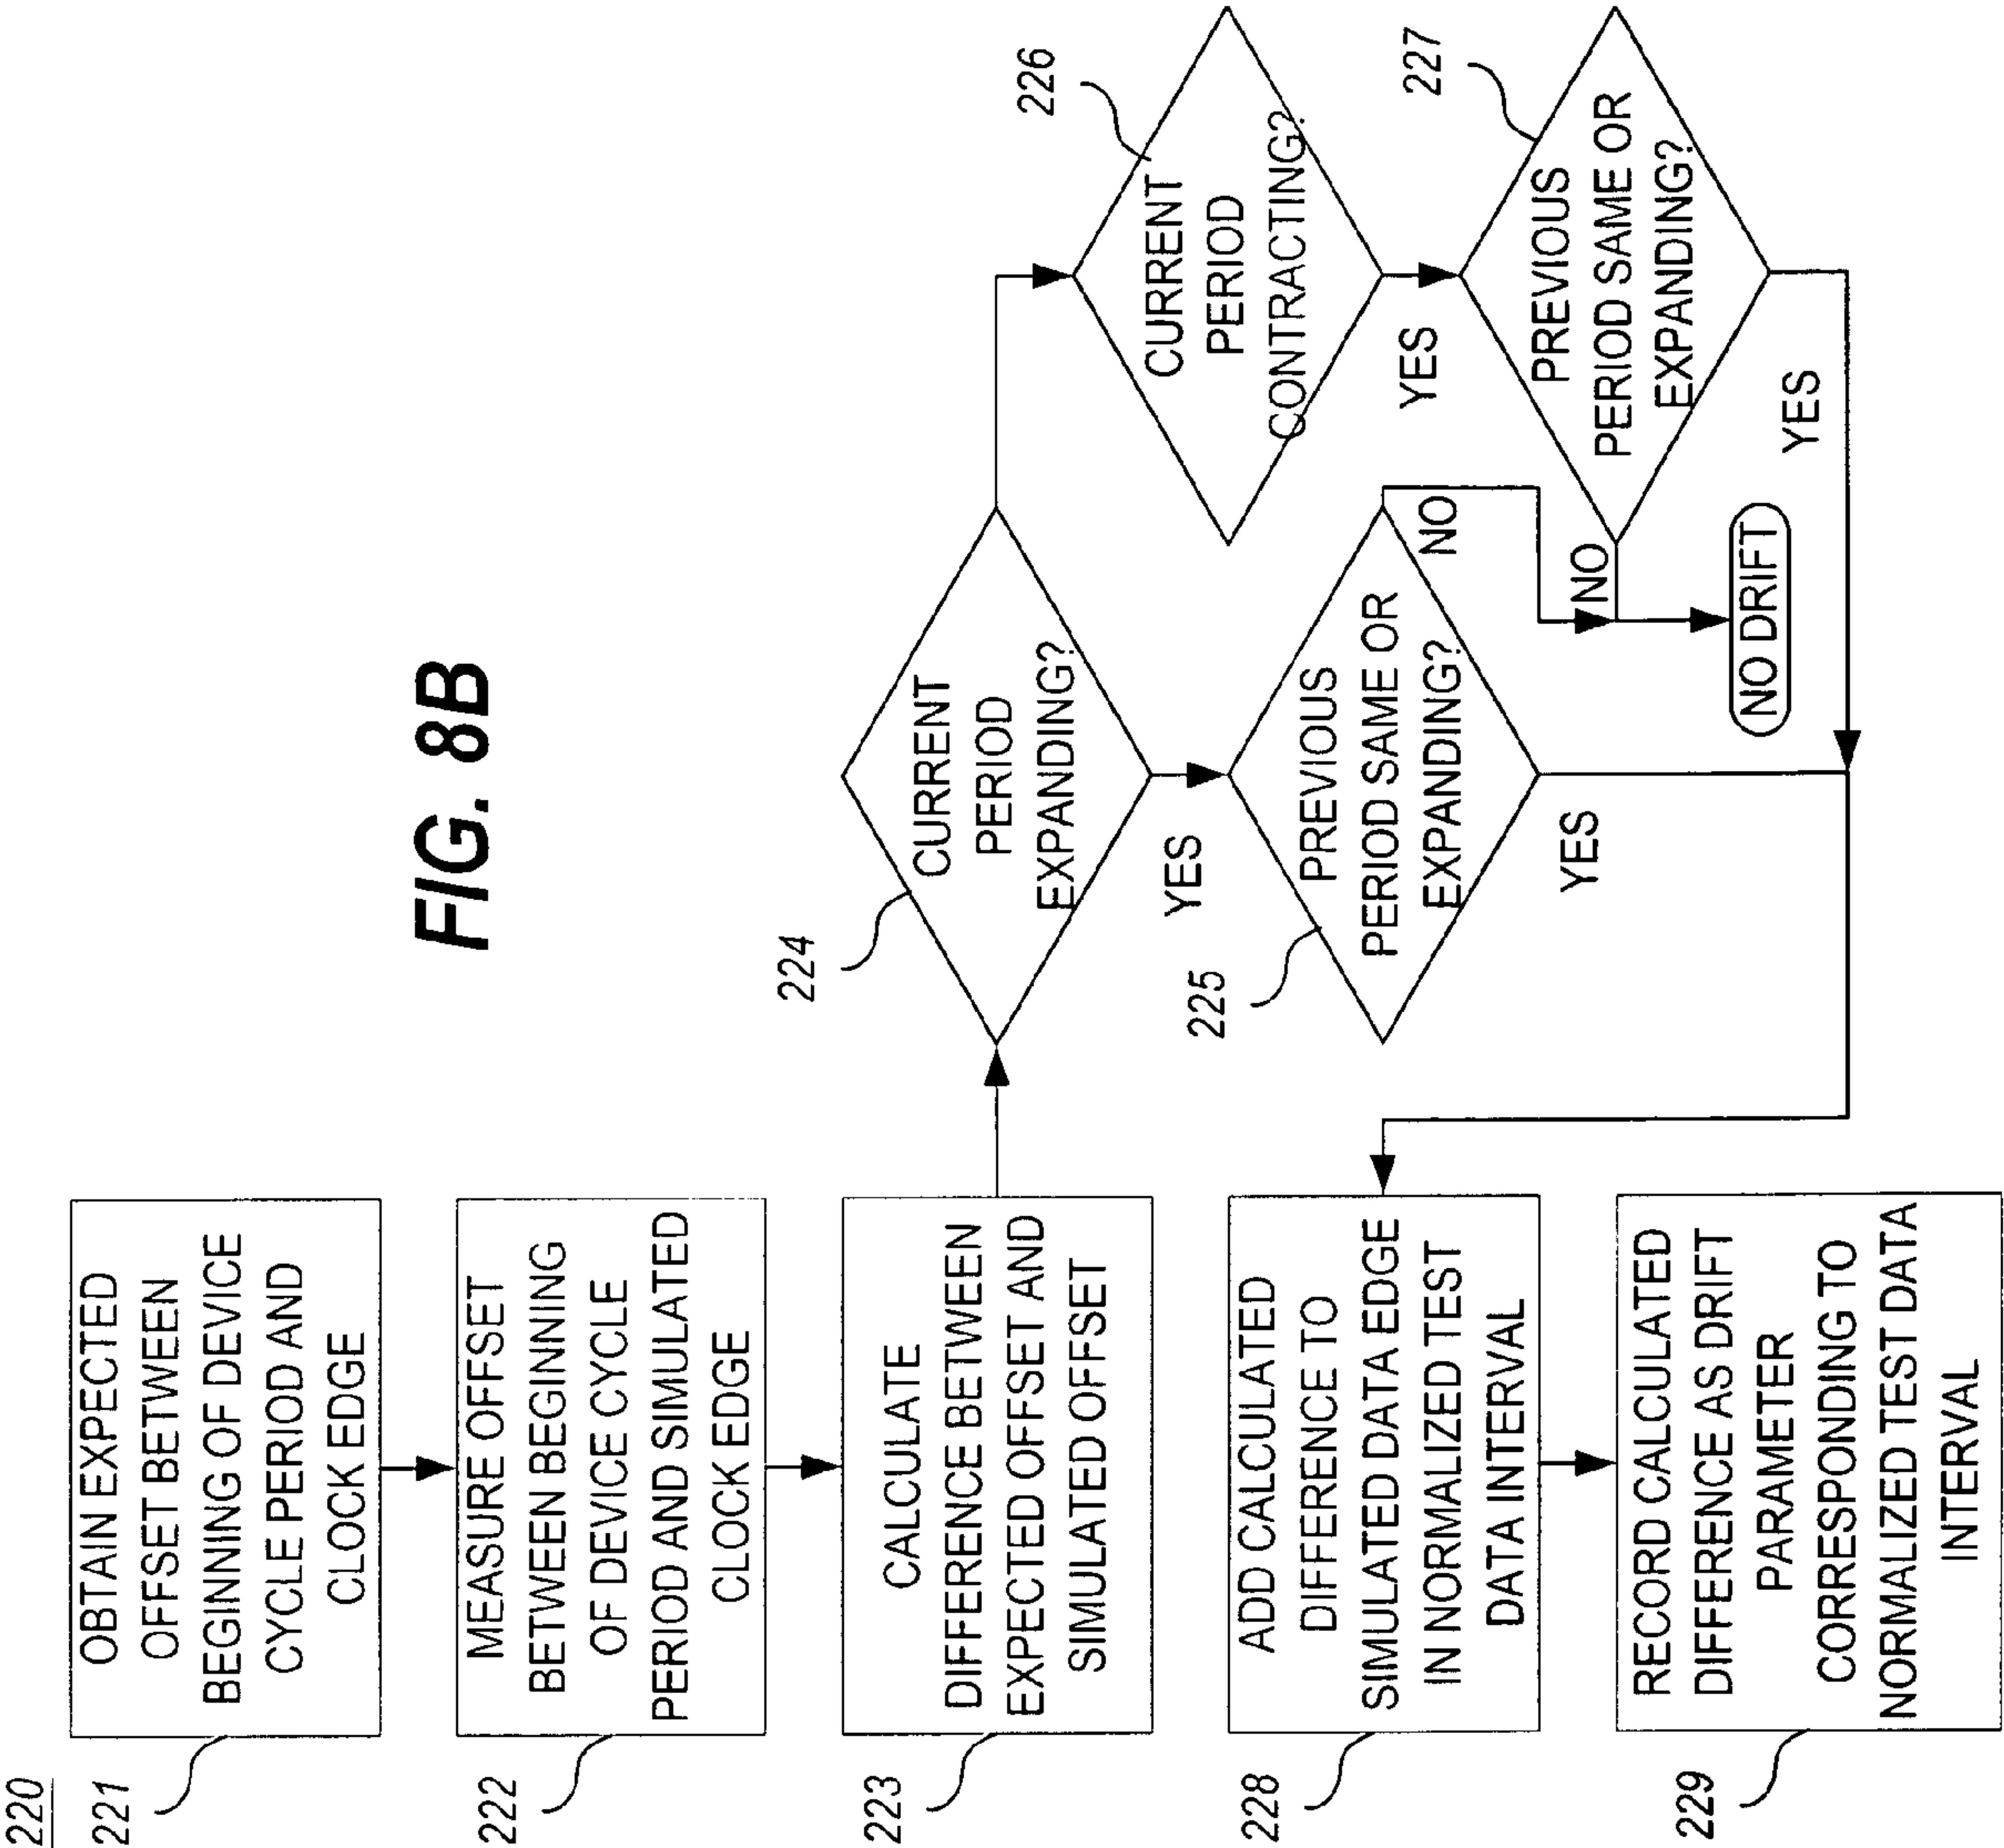 220
FIG. 8B
221
OBTAIN EXPECTED
OFFSET BETWEEN
BEGINNING OF DEVICE
CYCLE PERIOD AND
CLOCK EDGE
222
MEASURE OFFSET
BETWEEN BEGINNING
OF DEVICE CYCLE
PERIOD AND SIMULATED
CLOCK EDGE
223
CALCULATE
DIFFERENCE BETWEEN
EXPECTED OFFSET AND
SIMULATED OFFSET
224
CURRENT
PERIOD
EXPANDING?
YES
225
PREVIOUS
PERIOD SAME OR
EXPANDING?
NO
YES
226
CURRENT
PERIOD
CONTRACTING?
YES
227
PREVIOUS
PERIOD SAME OR
EXPANDING?
NO
YES
NO DRIFT
228
ADD CALCULATED
DIFFERENCE TO
SIMULATED DATA EDGE
IN NORMALIZED TEST
DATA INTERVAL
229
RECORD CALCULATED
DIFFERENCE AS DRIFT
PARAMETER
CORRESPONDING TO
NORMALIZED TEST DATA
INTERVAL